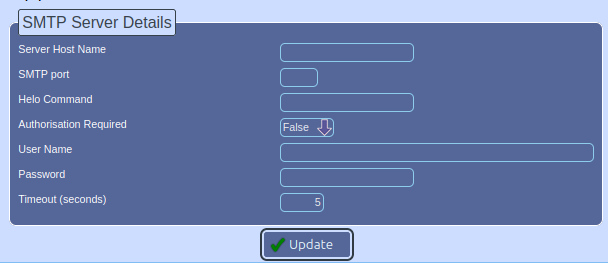 SMTP Server Details
Server Host Name
SMTP port
Helo Command
Authorisation Required
False
User Name
Password
Timeout (seconds)
5
Update